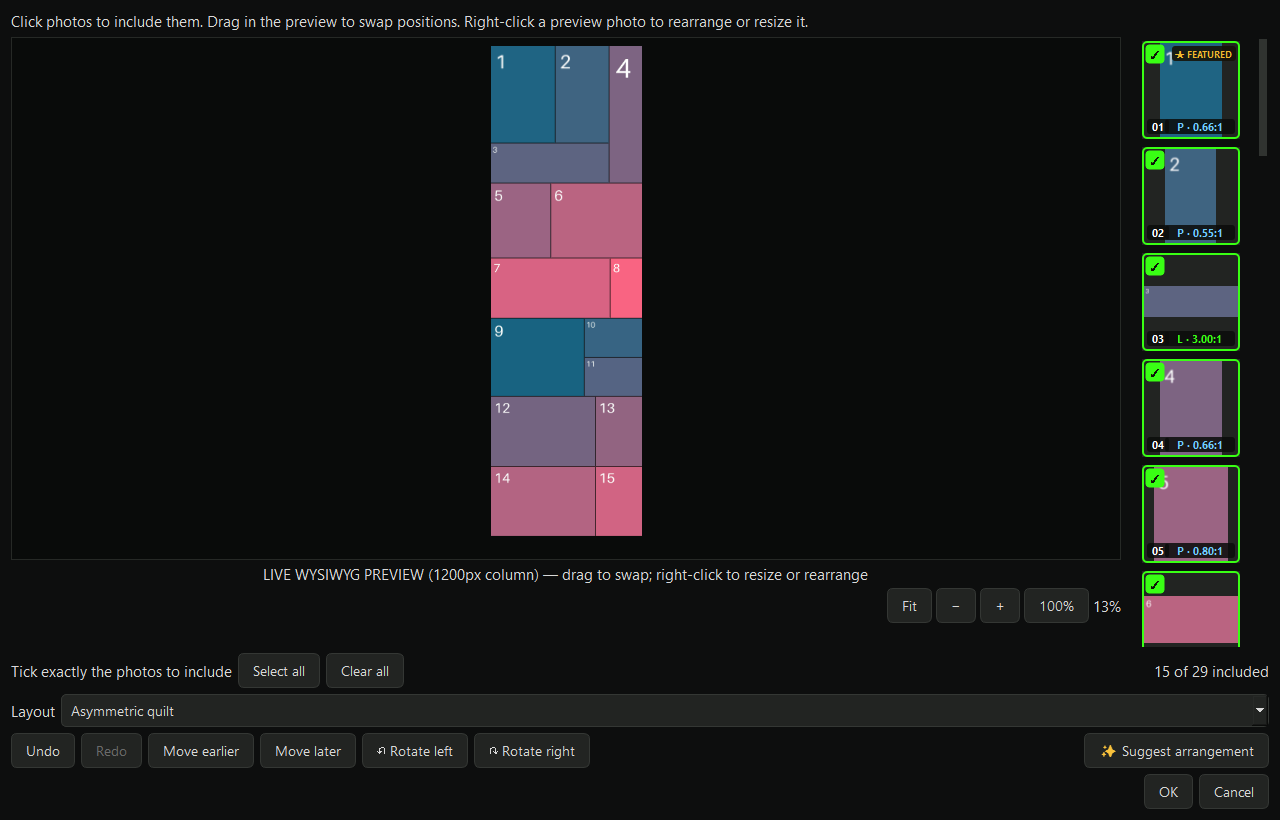 Click photos to include them. Drag in the preview to swap positions. Right-click a preview photo to rearrange or resize it.
1
2
4
3
5
6
7
8
9
10
11
12
13
14
15
LIVE WYSIWYG PREVIEW (1200px column) — drag to swap; right-click to resize or rearrange
Fit
−
+
100%
13%
✓
1
★ FEATURED
01 P · 0.66:1
✓
2
02 P · 0.55:1
✓
3
03 L · 3.00:1
✓
4
04 P · 0.66:1
✓
5
05 P · 0.80:1
✓
6
Tick exactly the photos to include
Select all
Clear all
15 of 29 included
Layout
Asymmetric quilt
Undo
Redo
Move earlier
Move later
↶ Rotate left
↷ Rotate right
✨ Suggest arrangement
OK
Cancel